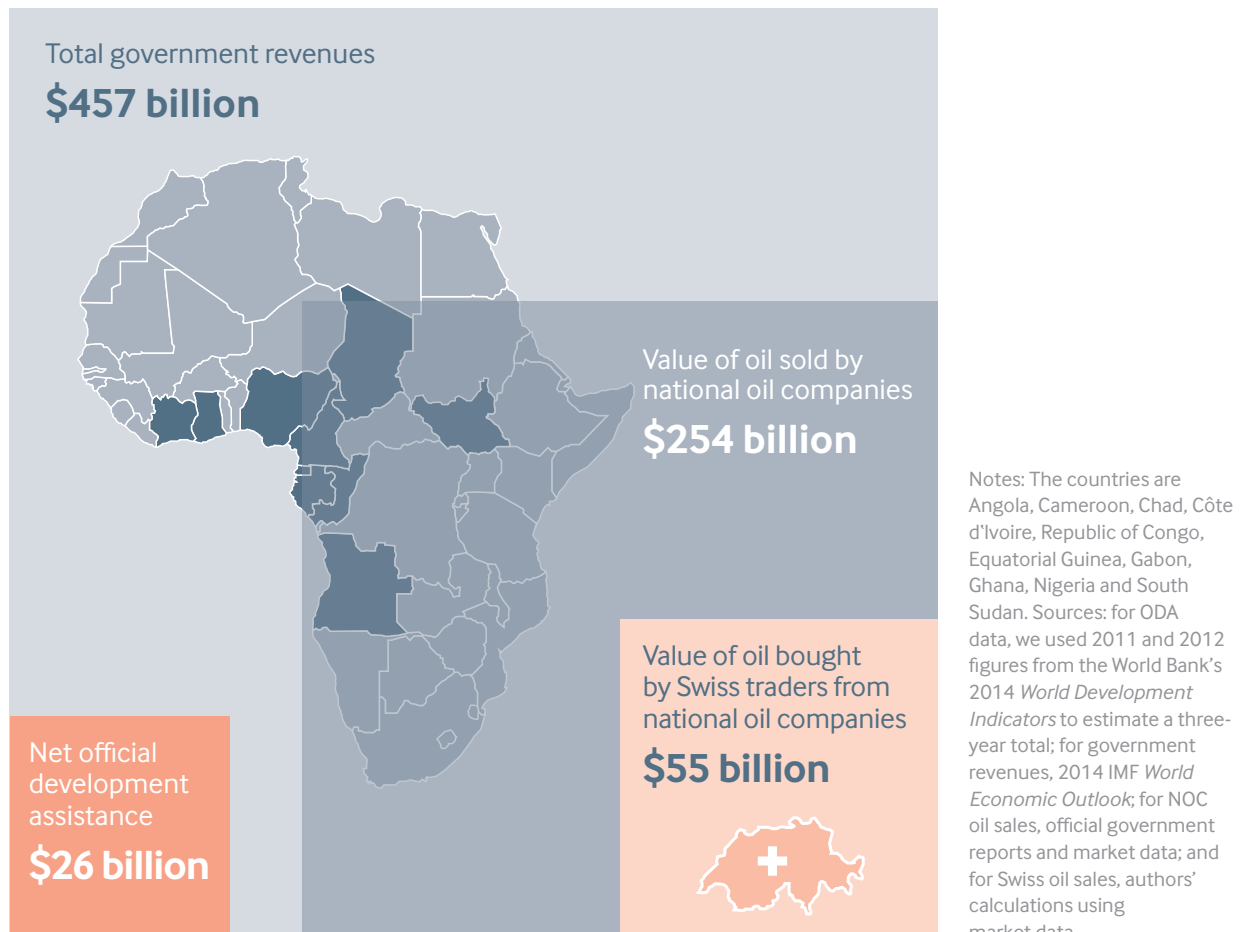 Total government revenues
$457 billion
Value of oil sold by
national oil companies
$254 billion
Value of oil bought
by Swiss traders from
national oil companies
$55 billion
Net official
development
assistance
$26 billion
Notes: The countries are
Angola, Cameroon, Chad, Côte
d'Ivoire, Republic of Congo,
Equatorial Guinea, Gabon,
Ghana, Nigeria and South
Sudan. Sources: for ODA
data, we used 2011 and 2012
figures from the World Bank's
2014 World Development
Indicators to estimate a three-
year total; for government
revenues, 2014 IMF World
Economic Outlook; for NOC
oil sales, official government
reports and market data; and
for Swiss oil sales, authors'
calculations using
market data